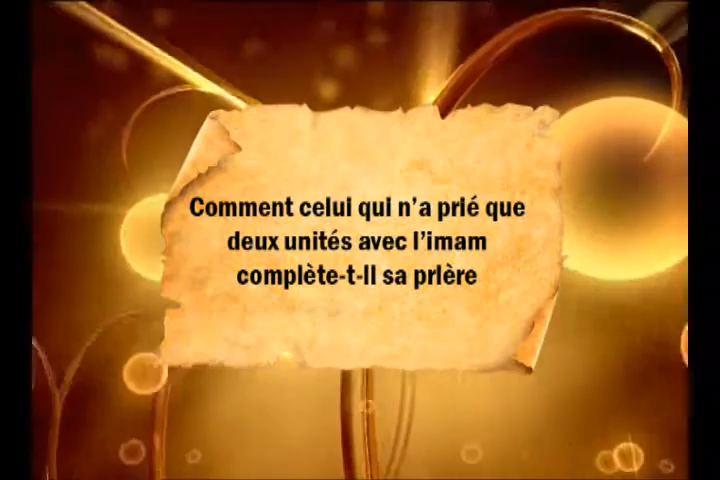 Comment celui qui n'a prié que
deux unités avec l'imam
complète-t-Il sa prIère